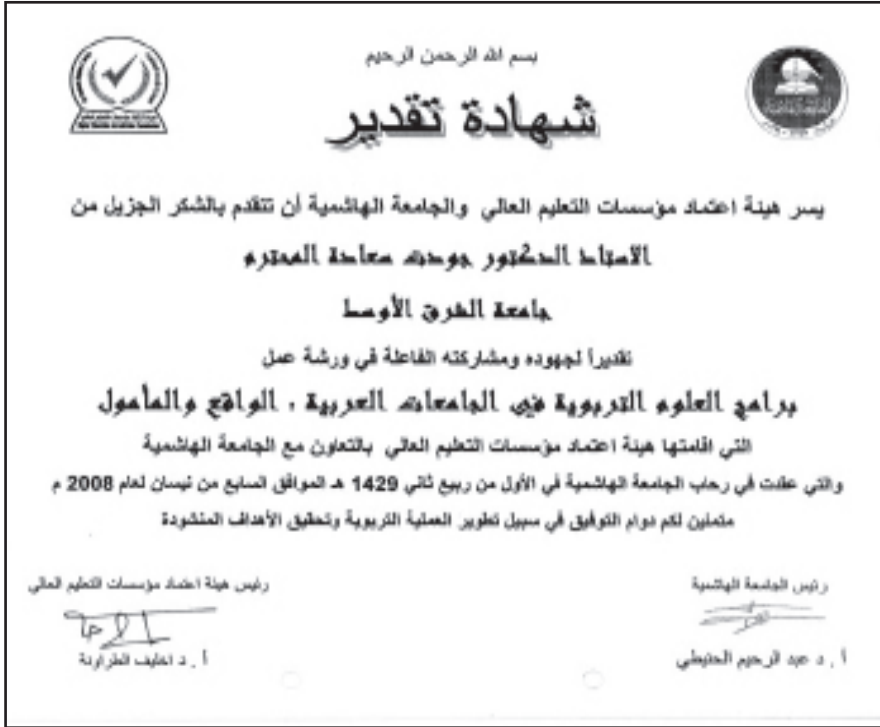 بسم الله الرحمن الرحيم
شهادة تقدير
يسر هيئة اعتماد مؤسسات التعليم العالي والجامعة الهاشمية أن تتقدم بالشكر الجزيل من
الأستاذ الدكتور جودت سعادة المحترم
جامعة الشرق الأوسط
تقديراً لجهوده ومشاركته الفاعلة في ورشة عمل
برامج العلوم التربوية في الجامعات العربية ، الواقع والمأمول
التي اقامتها هيئة اعتماد مؤسسات التعليم العالي بالتعاون مع الجامعة الهاشمية
والتي عقدت في رحاب الجامعة الهاشمية في الأول من ربيع ثاني 1429 هـ الموافق السابع من نيسان لعام 2008 م
متمنين لكم دوام التوفيق في سبيل تطوير العملية التربوية وتحقيق الأهداف المنشودة
رئيس الجامعة الهاشمية
رئيس هيئة اعتماد مؤسسات التعليم العالي
أ . د عبد الرحيم الحنيطي
أ . د اخليف الطراونة